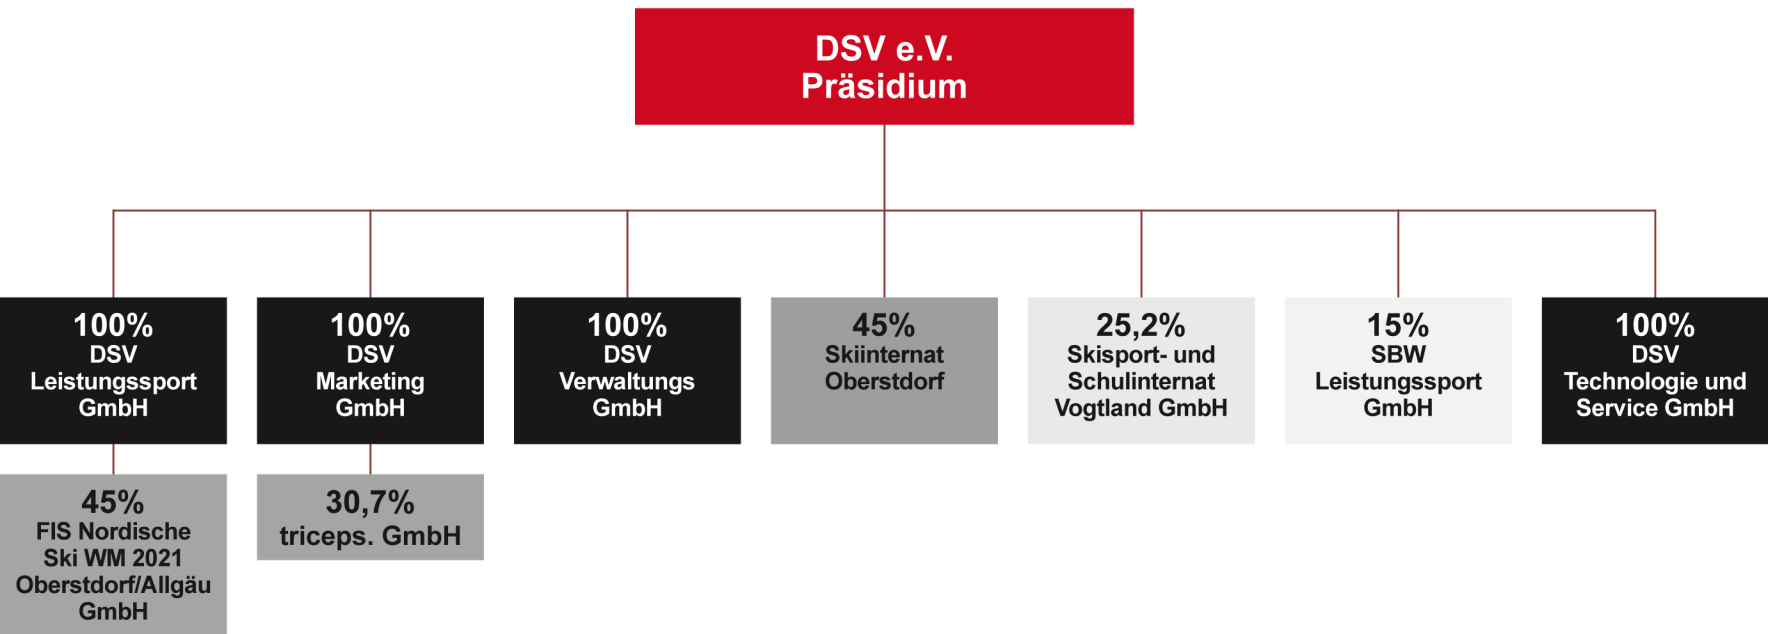 DSV e.V.
Präsidium
100%
DSV
Leistungssport
GmbH
100%
DSV
Marketing
GmbH
100%
DSV
Verwaltungs
GmbH
45%
Skiinternat
Oberstdorf
25,2%
Skisport- und
Schulinternat
Vogtland GmbH
15%
SBW
Leistungssport
GmbH
100%
DSV
Technologie und
Service GmbH
45%
FIS Nordische
Ski WM 2021
Oberstdorf/Allgäu
GmbH
30,7%
triceps. GmbH